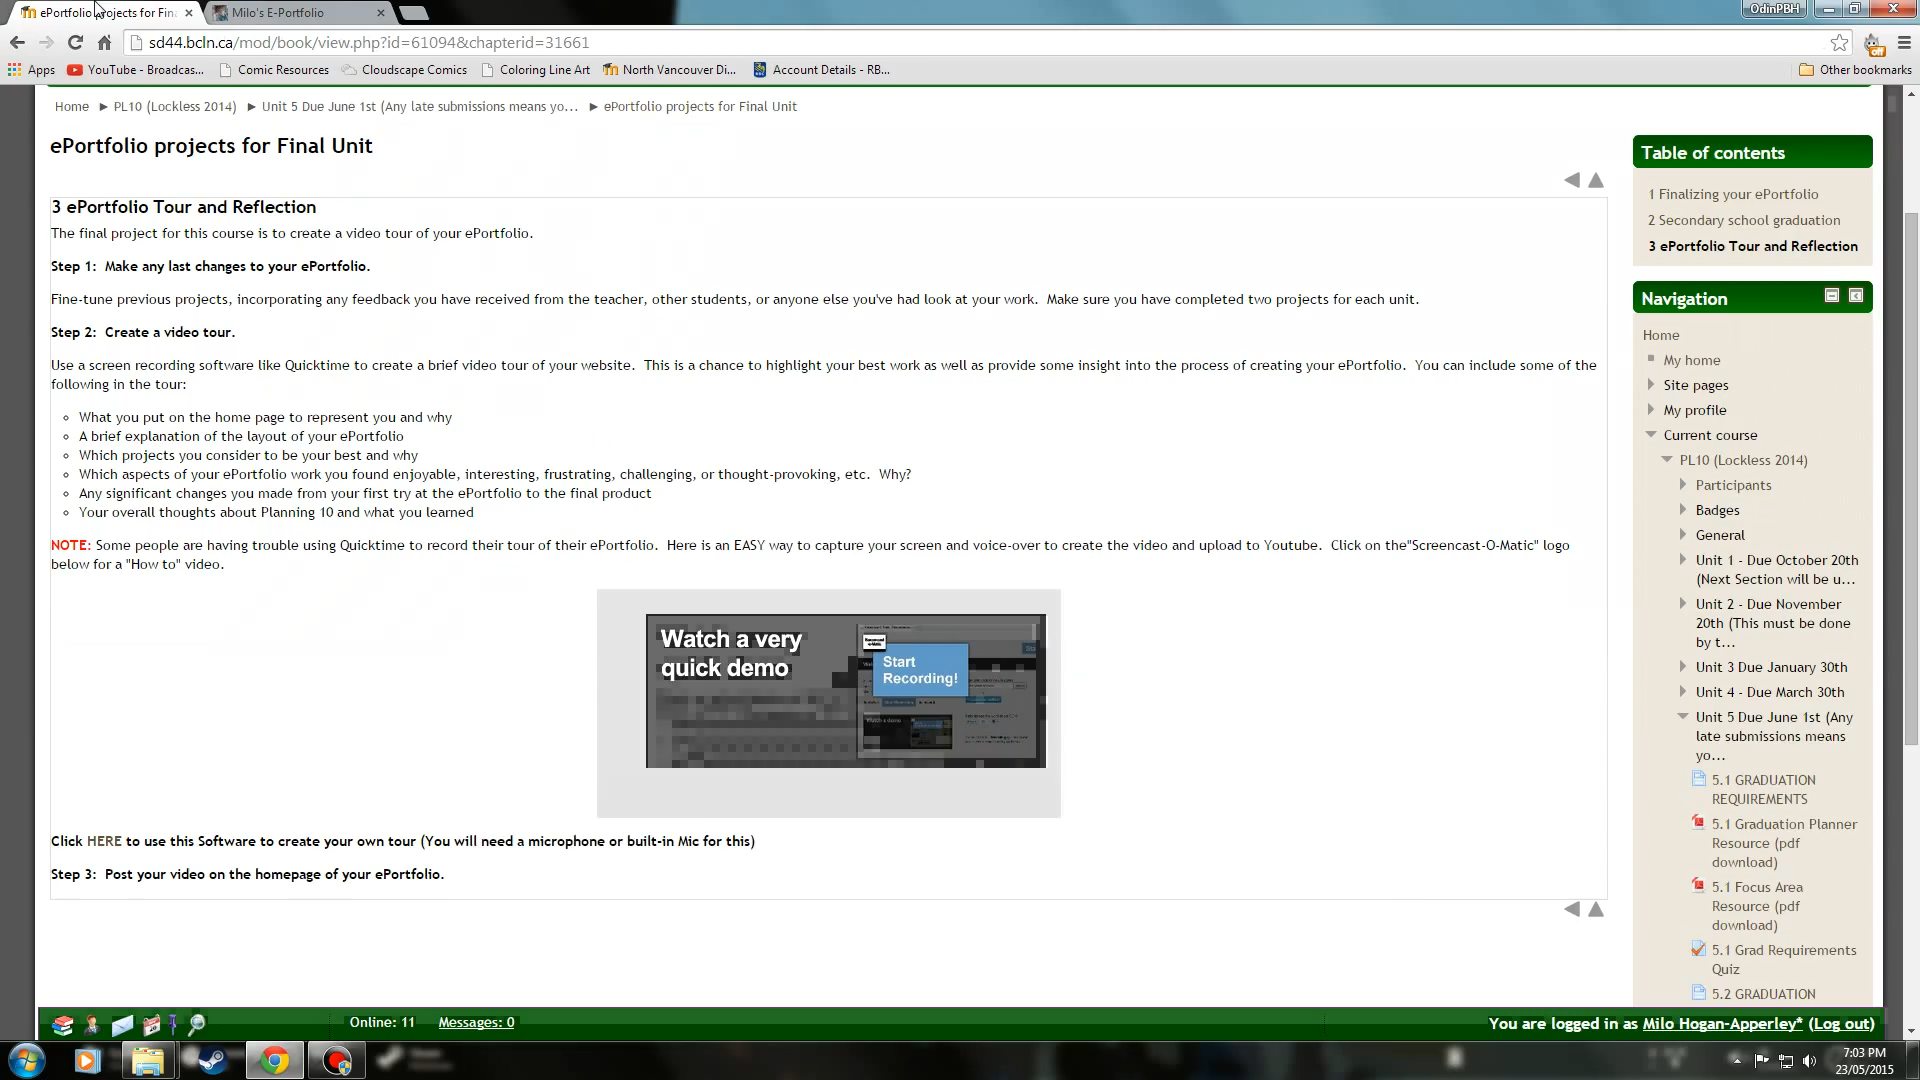 ePortfolio projects for Fin
Milo's E-Portfolio
OdinPBH
sd44.bcln.ca/mod/book/view.php?id=61094&chapterid=31661
off
Apps
YouTube - Broadcas...
Comic Resources
Cloudscape Comics
Coloring Line Art
North Vancouver Di...
Account Details - RB...
Other bookmarks
Home ► PL10 (Lockless 2014) ► Unit 5 Due June 1st (Any late submissions means yo... ► ePortfolio projects for Final Unit
ePortfolio projects for Final Unit
3 ePortfolio Tour and Reflection
The final project for this course is to create a video tour of your ePortfolio.
Step 1:  Make any last changes to your ePortfolio.
Fine-tune previous projects, incorporating any feedback you have received from the teacher, other students, or anyone else you've had look at your work.  Make sure you have completed two projects for each unit.
Step 2:  Create a video tour.
Use a screen recording software like Quicktime to create a brief video tour of your website.  This is a chance to highlight your best work as well as provide some insight into the process of creating your ePortfolio.  You can include some of the
following in the tour:
What you put on the home page to represent you and why
A brief explanation of the layout of your ePortfolio
Which projects you consider to be your best and why
Which aspects of your ePortfolio work you found enjoyable, interesting, frustrating, challenging, or thought-provoking, etc.  Why?
Any significant changes you made from your first try at the ePortfolio to the final product
Your overall thoughts about Planning 10 and what you learned
NOTE: Some people are having trouble using Quicktime to record their tour of their ePortfolio.  Here is an EASY way to capture your screen and voice-over to create the video and upload to Youtube.  Click on the"Screencast-O-Matic" logo
below for a "How to" video.
Watch a very
quick demo
Start
Recording!
Click HERE to use this Software to create your own tour (You will need a microphone or built-in Mic for this)
Step 3:  Post your video on the homepage of your ePortfolio.
Table of contents
1 Finalizing your ePortfolio
2 Secondary school graduation
3 ePortfolio Tour and Reflection
Navigation
Home
My home
Site pages
My profile
Current course
PL10 (Lockless 2014)
Participants
Badges
General
Unit 1 - Due October 20th
(Next Section will be u...
Unit 2 - Due November
20th (This must be done
by t...
Unit 3 Due January 30th
Unit 4 - Due March 30th
Unit 5 Due June 1st (Any
late submissions means
yo...
5.1 GRADUATION
REQUIREMENTS
5.1 Graduation Planner
Resource (pdf
download)
5.1 Focus Area
Resource (pdf
download)
5.1 Grad Requirements
Quiz
5.2 GRADUATION
Online: 11
Messages: 0
You are logged in as Milo Hogan-Apperley* (Log out)
7:03 PM
23/05/2015